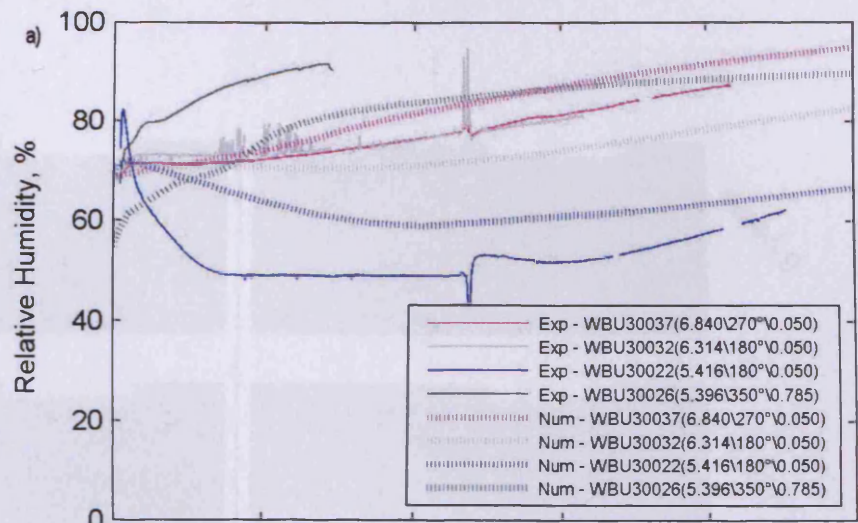 a)
100
80
60
40
20
0
Relative Humidity, %
Exp - WBU30037(6.840\270°\0.050)
Exp - WBU30032(6.314\180°\0.050)
Exp - WBU30022(5.416\180°\0.050)
Exp - WBU30026(5.396\350°\0.785)
Num - WBU30037(6.840\270°\0.050)
Num - WBU30032(6.314\180°\0.050)
Num - WBU30022(5.416\180°\0.050)
Num - WBU30026(5.396\350°\0.785)